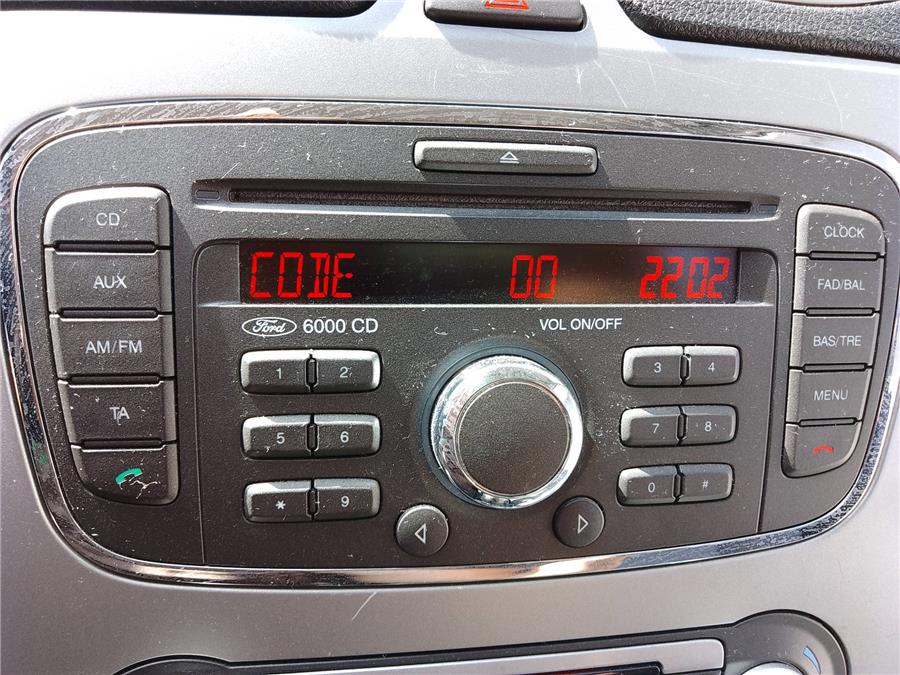 CD
AUX
AM/FM
TA
CODE 00 2202
Ford 6000 CD
VOL ON/OFF
1 2
3 4
5 6
7 8
* 9
0 #
CLOCK
FAD/BAL
BAS/TRE
MENU